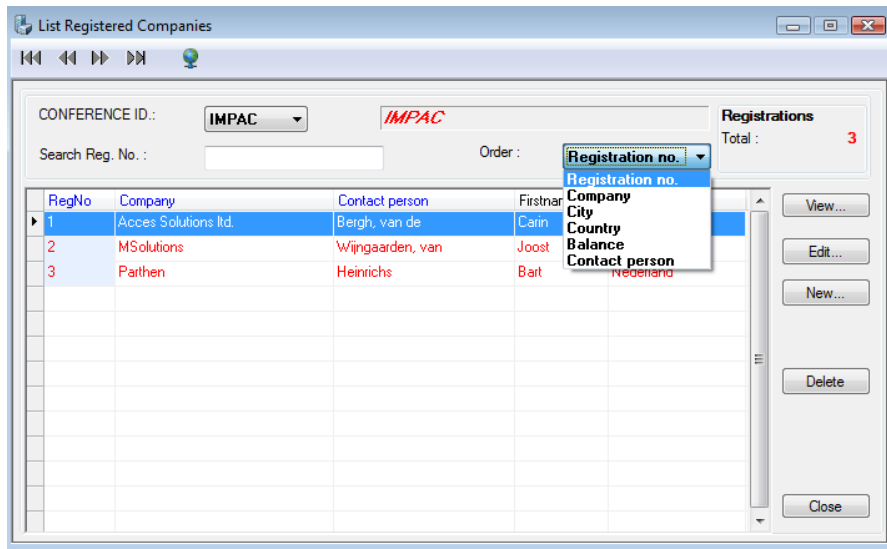 List Registered Companies
CONFERENCE ID.: IMPAC IMPAC Registrations
Total : 3
Search Reg. No. : Order : Registration no.
Registration no.
Company
City
Country
Balance
Contact person
RegNo Company Contact person
1 Acces Solutions ltd. Bergh, van de Carin
2 MSolutions Wijngaarden, van Joost
3 Parthen Heinrichs Bart Nederland
View...
Edit...
New...
Delete
Close